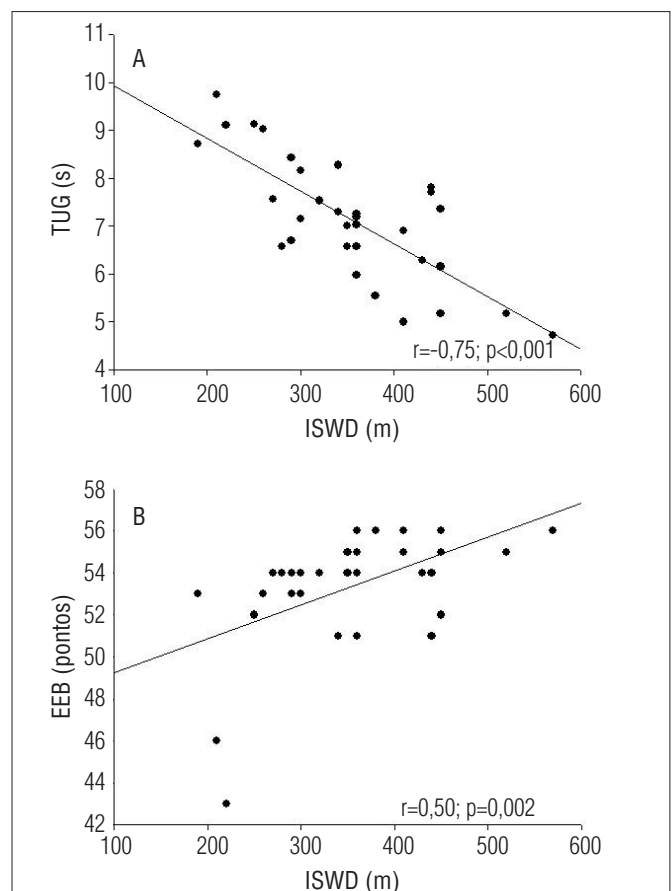 A
11
10
9
8
7
6
5
4
TUG (s)
r=-0,75; p<0,001
100 200 300 400 500 600
ISWD (m)
B
58
56
54
52
50
48
46
44
42
EEB (pontos)
r=0,50; p=0,002
100 200 300 400 500 600
ISWD (m)